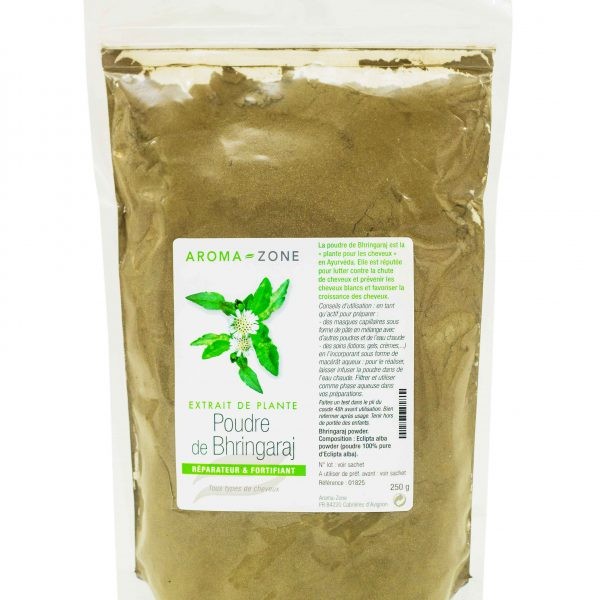 AROMA-ZONE
EXTRAIT DE PLANTE
Poudre
de Bhringaraj
RÉPARATEUR & FORTIFIANT
Tous types de cheveux
La poudre de Bhringaraj est la
« plante pour les cheveux »
en Ayurvéda. Elle est réputée
pour lutter contre la chute
de cheveux et prévenir les
cheveux blancs et favoriser la
croissance des cheveux.
Conseils d'utilisation : en tant
qu'actif pour préparer :
- des masques capillaires sous
forme de pâte en mélange avec
d'autres poudres et de l'eau chaude
- des soins (lotions, gels, crèmes,...)
en l'incorporant sous forme de
macérât aqueux : pour le réaliser,
laisser infuser la poudre dans de
l'eau chaude. Filtrer et utiliser
comme phase aqueuse dans
vos préparations.
Faites un test dans le pli du
coude 48h avant utilisation. Bien
refermer après usage. Tenir hors
de portée des enfants.
Bhringaraj powder.
Composition : Eclipta alba
powder (poudre 100% pure
d'Eclipta alba).
N° lot : voir sachet
A utiliser de préf. avant : voir sachet
Référence : 01825
250 g
Aroma-Zone
84220 Cabrières d'Avignon